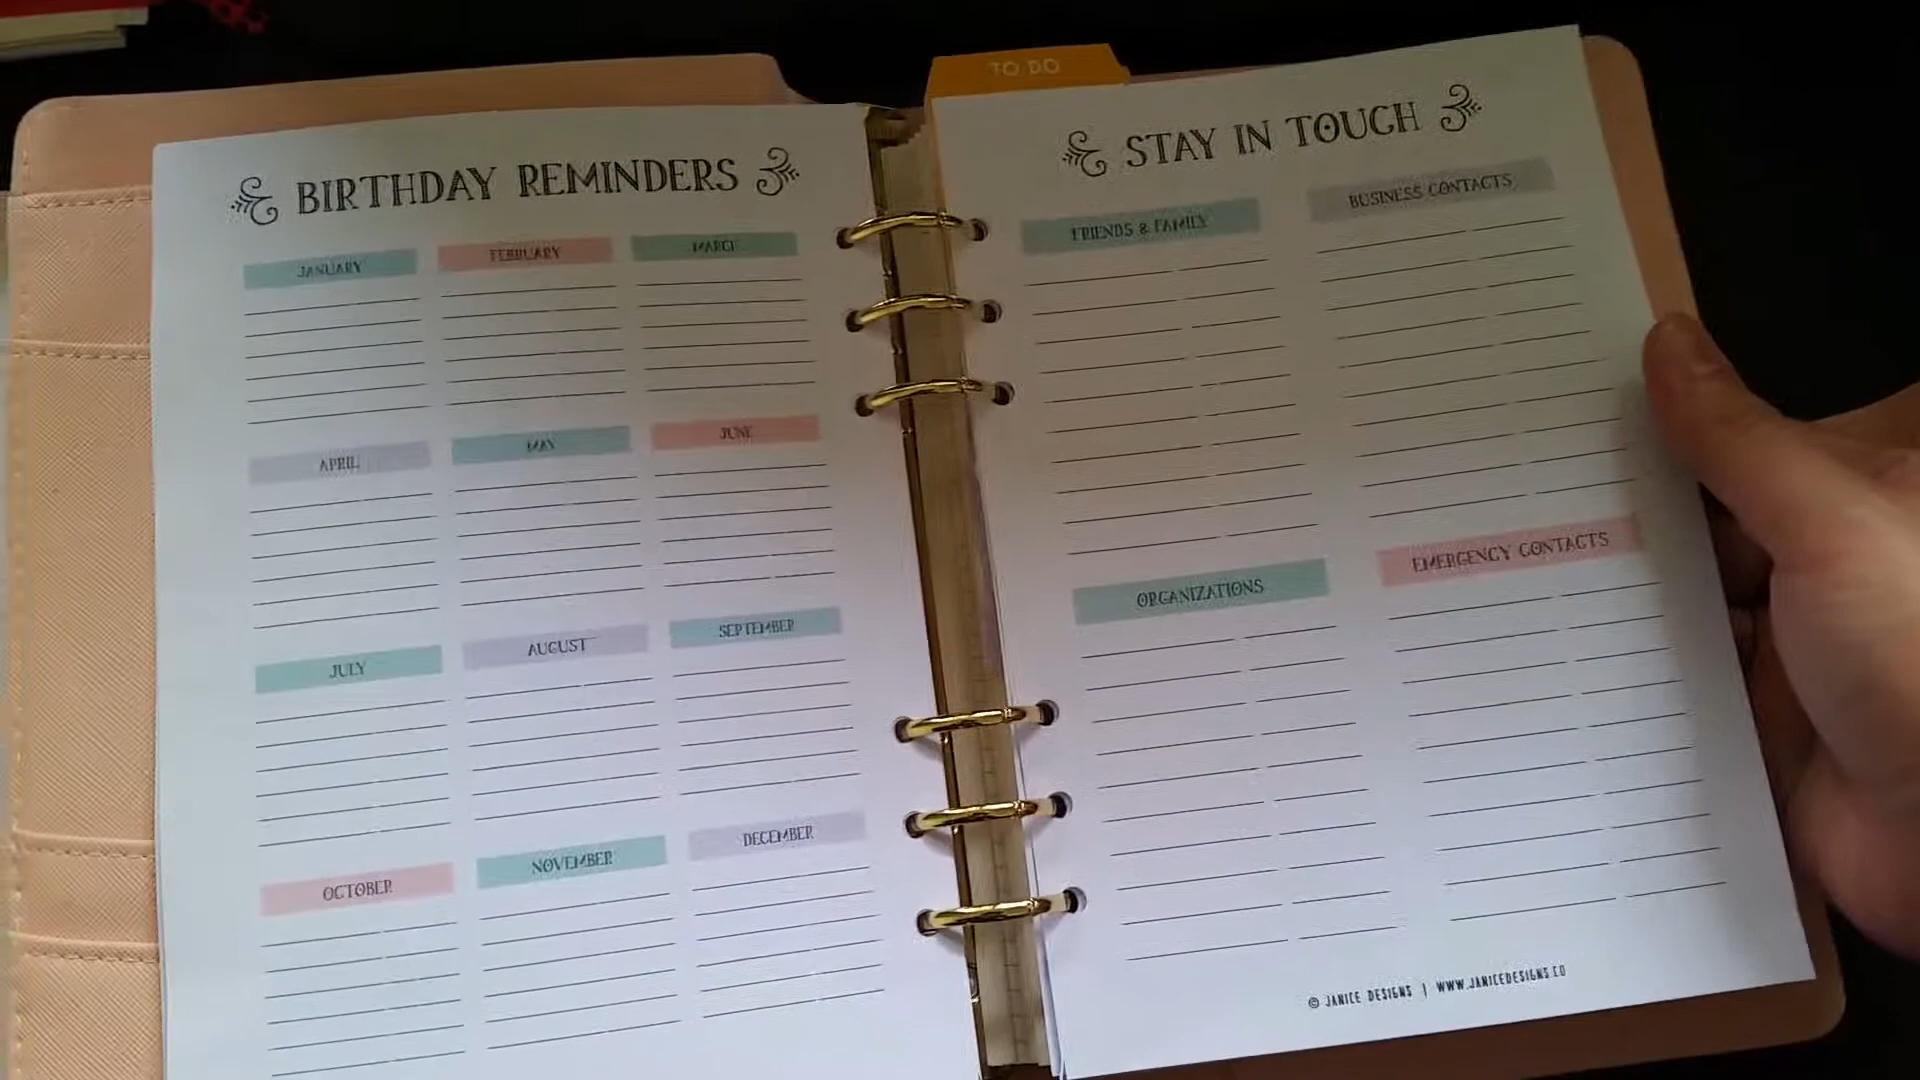 TO DO
BIRTHDAY REMINDERS
JANUARY
FEBRUARY
MARCH
APRIL
MAY
JUNE
JULY
AUGUST
SEPTEMBER
OCTOBER
NOVEMBER
DECEMBER
STAY IN TOUCH
FRIENDS & FAMILY
BUSINESS CONTACTS
ORGANIZATIONS
EMERGENCY CONTACTS
© JANICE DESIGNS | WWW.JANICEDESIGNS.CO